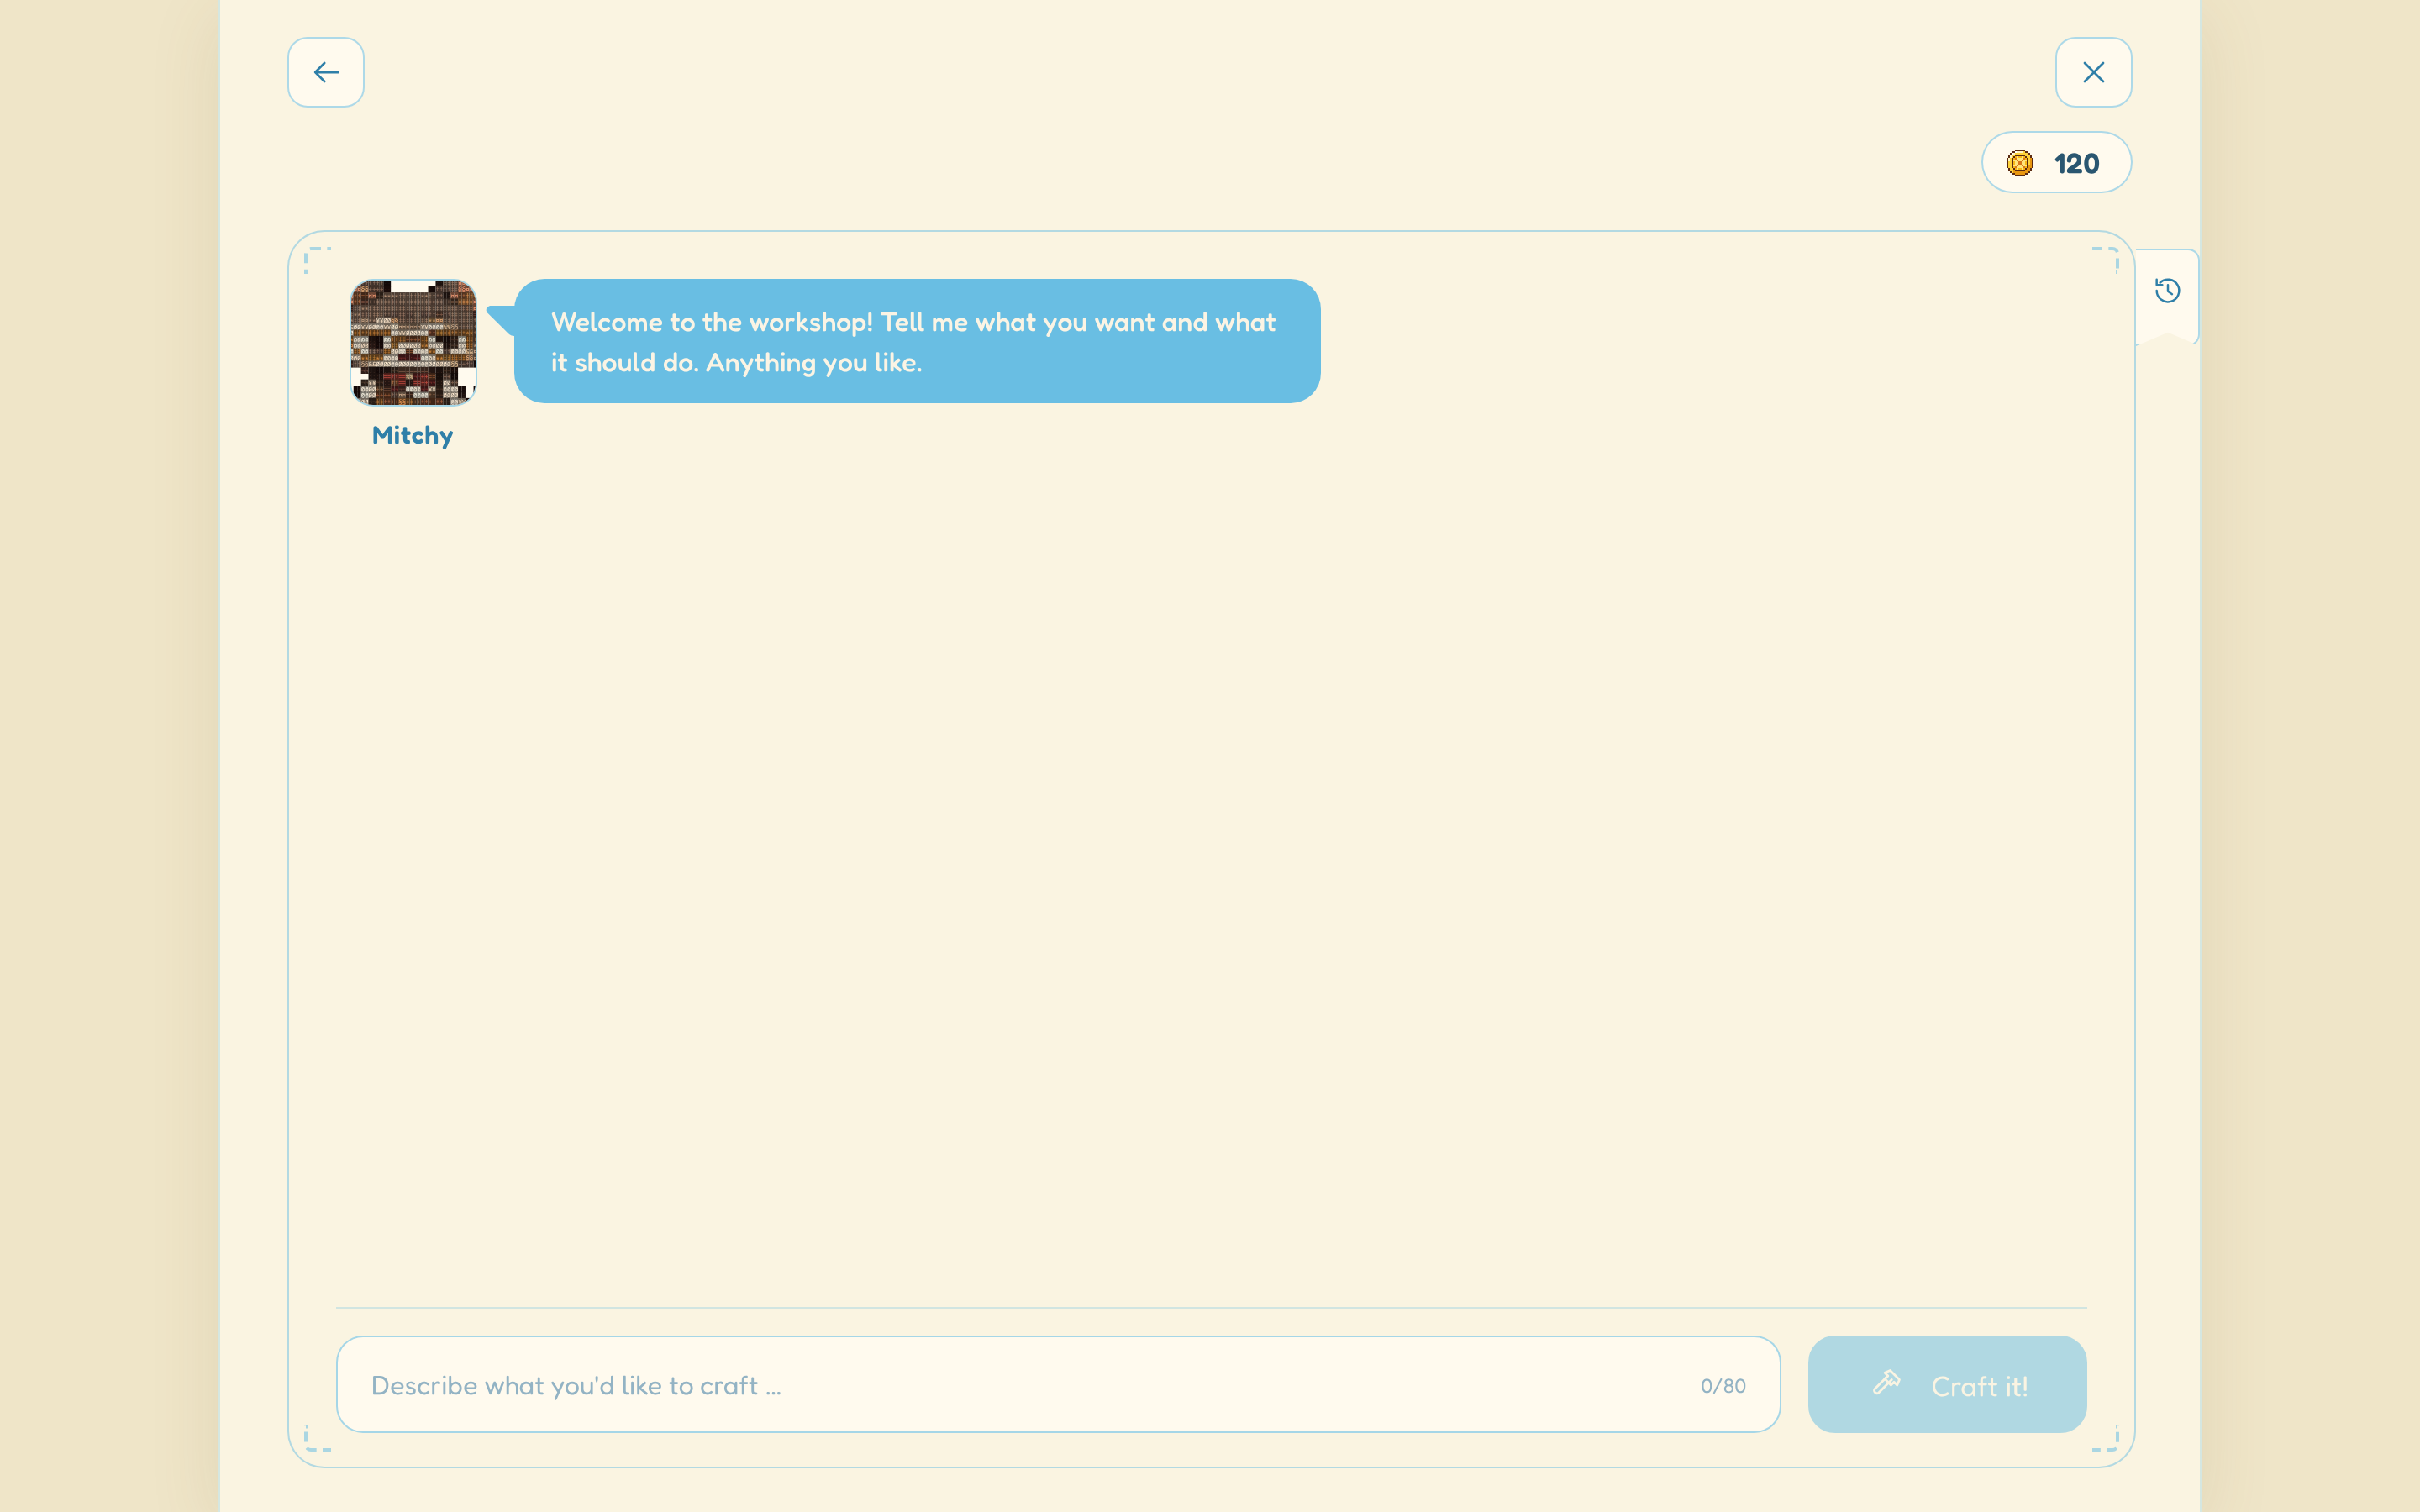 120
Welcome to the workshop! Tell me what you want and what
it should do. Anything you like.
Mitchy
Describe what you'd like to craft ...
0/80
Craft it!